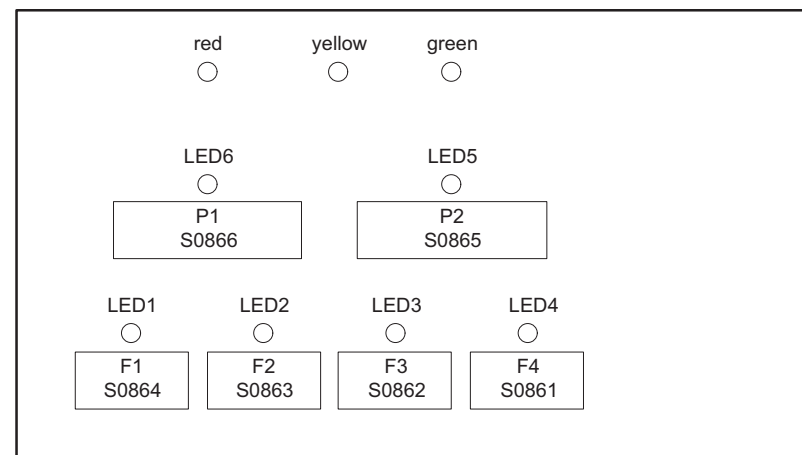 red yellow green
LED6 LED5
P1 P2
S0866 S0865
LED1 LED2 LED3 LED4
F1 F2 F3 F4
S0864 S0863 S0862 S0861